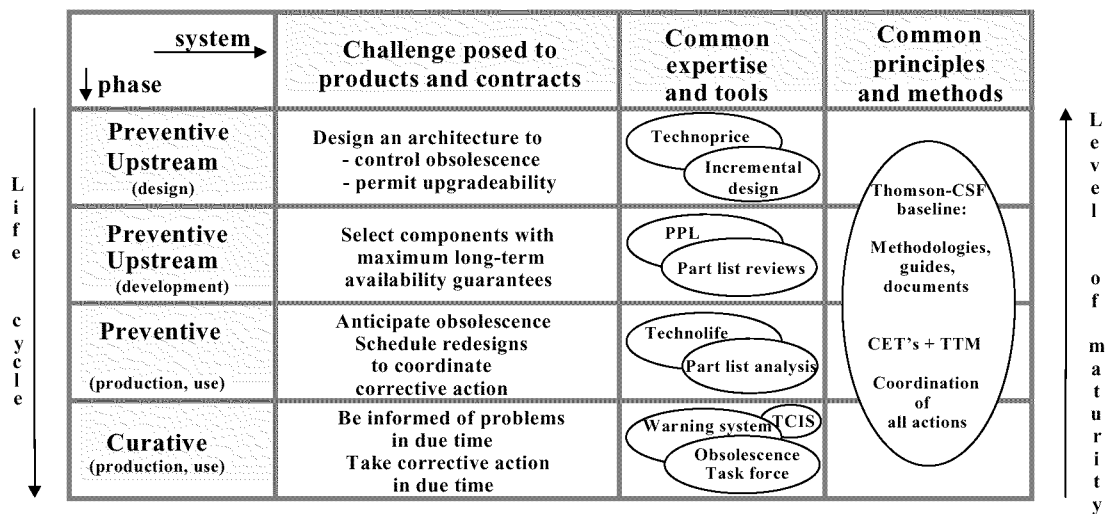 system
phase
Challenge posed to
products and contracts
Common
expertise
and tools
Common
principles
and methods
Life cycle
Preventive
Upstream
(design)
Design an architecture to
- control obsolescence
- permit upgradeability
Technoprice
Incremental
design
Preventive
Upstream
(development)
Select components with
maximum long-term
availability guarantees
PPL
Part list reviews
Preventive
(production, use)
Anticipate obsolescence
Schedule redesigns
to coordinate
corrective action
Technolife
Part list analysis
Curative
(production, use)
Be informed of problems
in due time
Take corrective action
in due time
Warning system
TCIS
Obsolescence
Task force
Thomson-CSF
baseline:
Methodologies,
guides,
documents
CET's + TTM
Coordination
of
all actions
Level of maturity